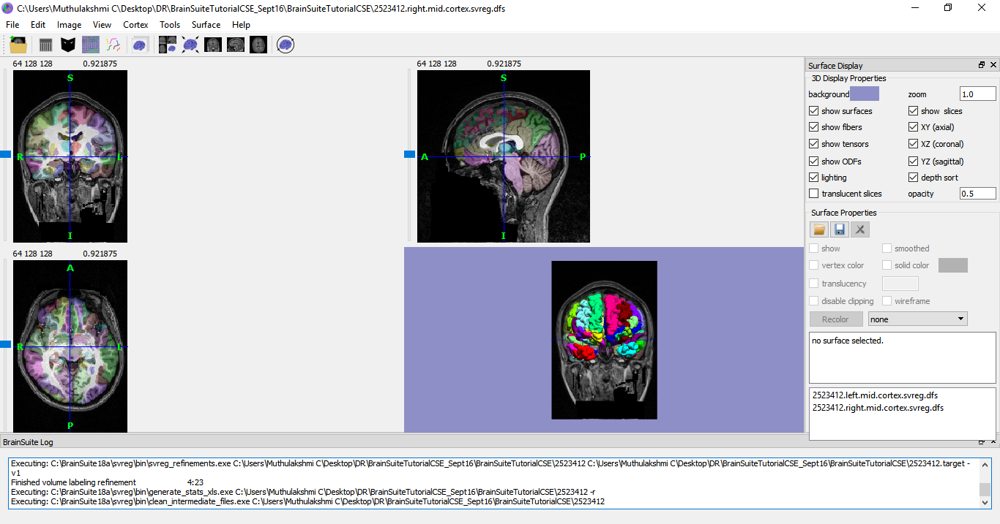 C:\Users\Muthulakshmi C\Desktop\DR\BrainSuiteTutorialCSE_Sept16\BrainSuiteTutorialCSE\2523412.right.mid.cortex.svreg.dfs
File Edit Image View Cortex Tools Surface Help
64 128 128 0.921875
S
R L
I
64 128 128 0.921875
S
A P
I
64 128 128 0.921875
A
R L
P
Surface Display
3D Display Properties
background zoom 1.0
show surfaces show slices
show fibers XY (axial)
show tensors XZ (coronal)
show ODFs YZ (sagittal)
lighting depth sort
translucent slices opacity 0.5
Surface Properties
show smoothed
vertex color solid color
translucency
disable clipping wireframe
Recolor none
no surface selected.
2523412.left.mid.cortex.svreg.dfs
2523412.right.mid.cortex.svreg.dfs
BrainSuite Log
Executing: C:\BrainSuite18a\svreg\bin\svreg_refinements.exe C:\Users\Muthulakshmi C\Desktop\DR\BrainSuiteTutorialCSE_Sept16\BrainSuiteTutorialCSE\2523412 C:\Users\Muthulakshmi C\Desktop\DR\BrainSuiteTutorialCSE_Sept16\BrainSuiteTutorialCSE\2523412.target -
v1
Finished volume labeling refinement 4:23
Executing: C:\BrainSuite18a\svreg\bin\generate_stats_xls.exe C:\Users\Muthulakshmi C\Desktop\DR\BrainSuiteTutorialCSE_Sept16\BrainSuiteTutorialCSE\2523412 -r
Executing: C:\BrainSuite18a\svreg\bin\clean_intermediate_files.exe C:\Users\Muthulakshmi C\Desktop\DR\BrainSuiteTutorialCSE_Sept16\BrainSuiteTutorialCSE\2523412